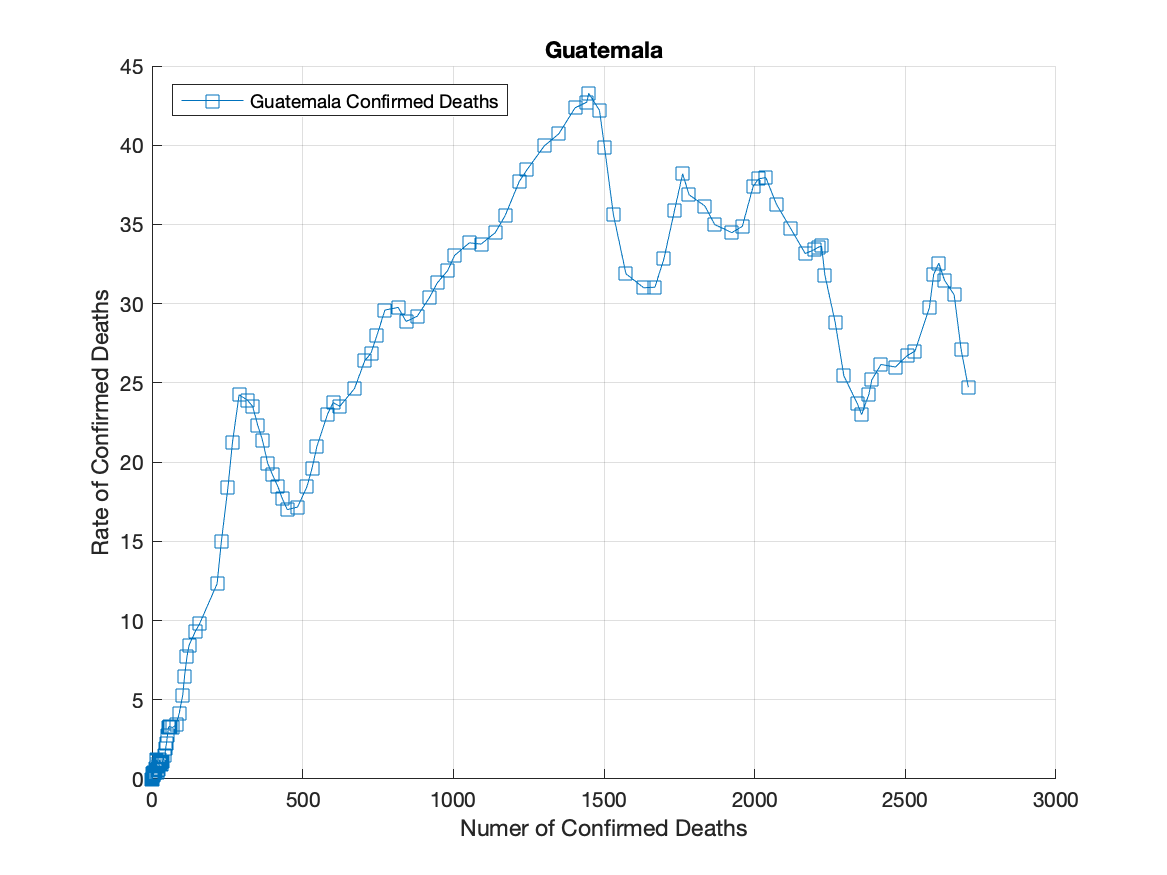 Guatemala
Guatemala Confirmed Deaths
45
40
35
30
25
20
15
10
5
0
Rate of Confirmed Deaths
0 500 1000 1500 2000 2500 3000
Numer of Confirmed Deaths